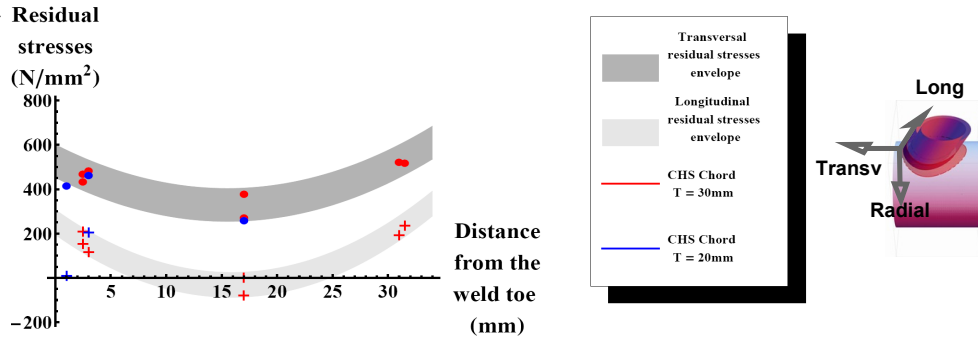 Residual
stresses
(N/mm²)
800
600
400
200
−200
5
10
15
20
25
30
Distance
from the
weld toe
(mm)
Transversal
residual stresses
envelope
Longitudinal
residual stresses
envelope
CHS Chord
T = 30mm
CHS Chord
T = 20mm
Long
Transv
Radial